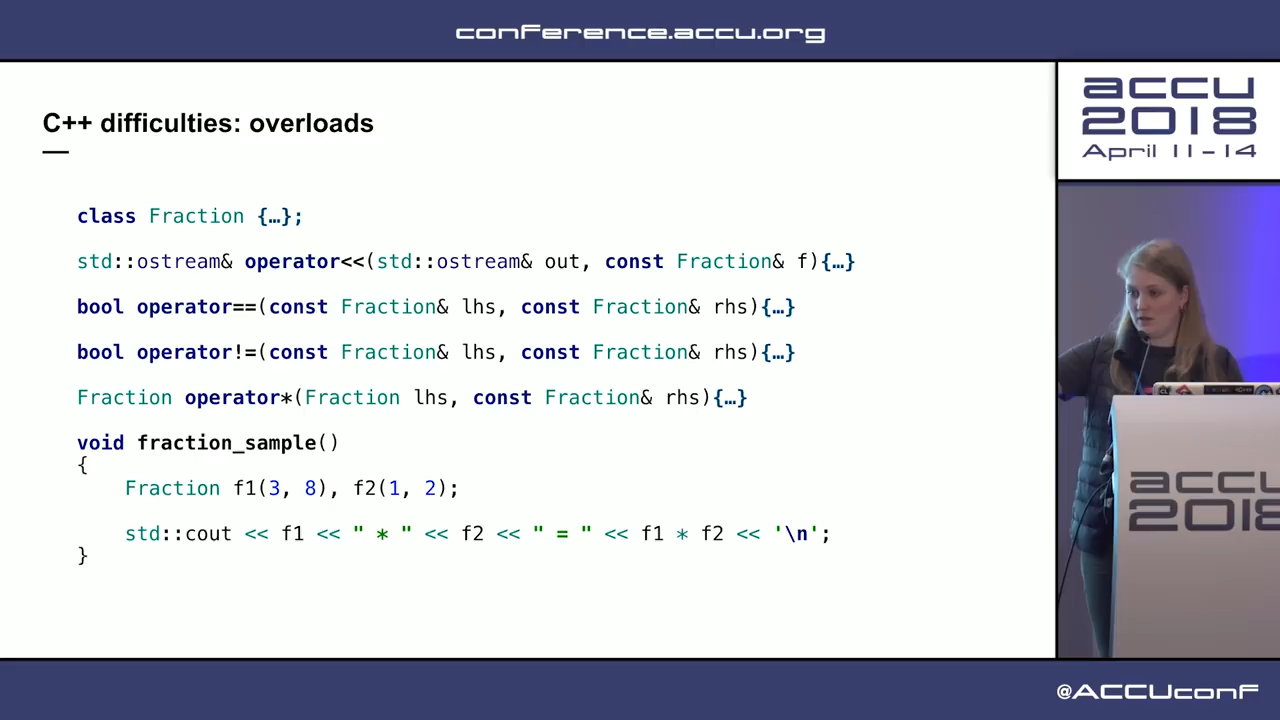 conference.accu.org
accu
2018
April 11-14
C++ difficulties: overloads
class Fraction {…};
std::ostream& operator<<(std::ostream& out, const Fraction& f){…}
bool operator==(const Fraction& lhs, const Fraction& rhs){…}
bool operator!=(const Fraction& lhs, const Fraction& rhs){…}
Fraction operator*(Fraction lhs, const Fraction& rhs){…}
void fraction_sample()
{
    Fraction f1(3, 8), f2(1, 2);
    std::cout << f1 << " * " << f2 << " = " << f1 * f2 << '\n';
}
accu
2018
@ACCUconf